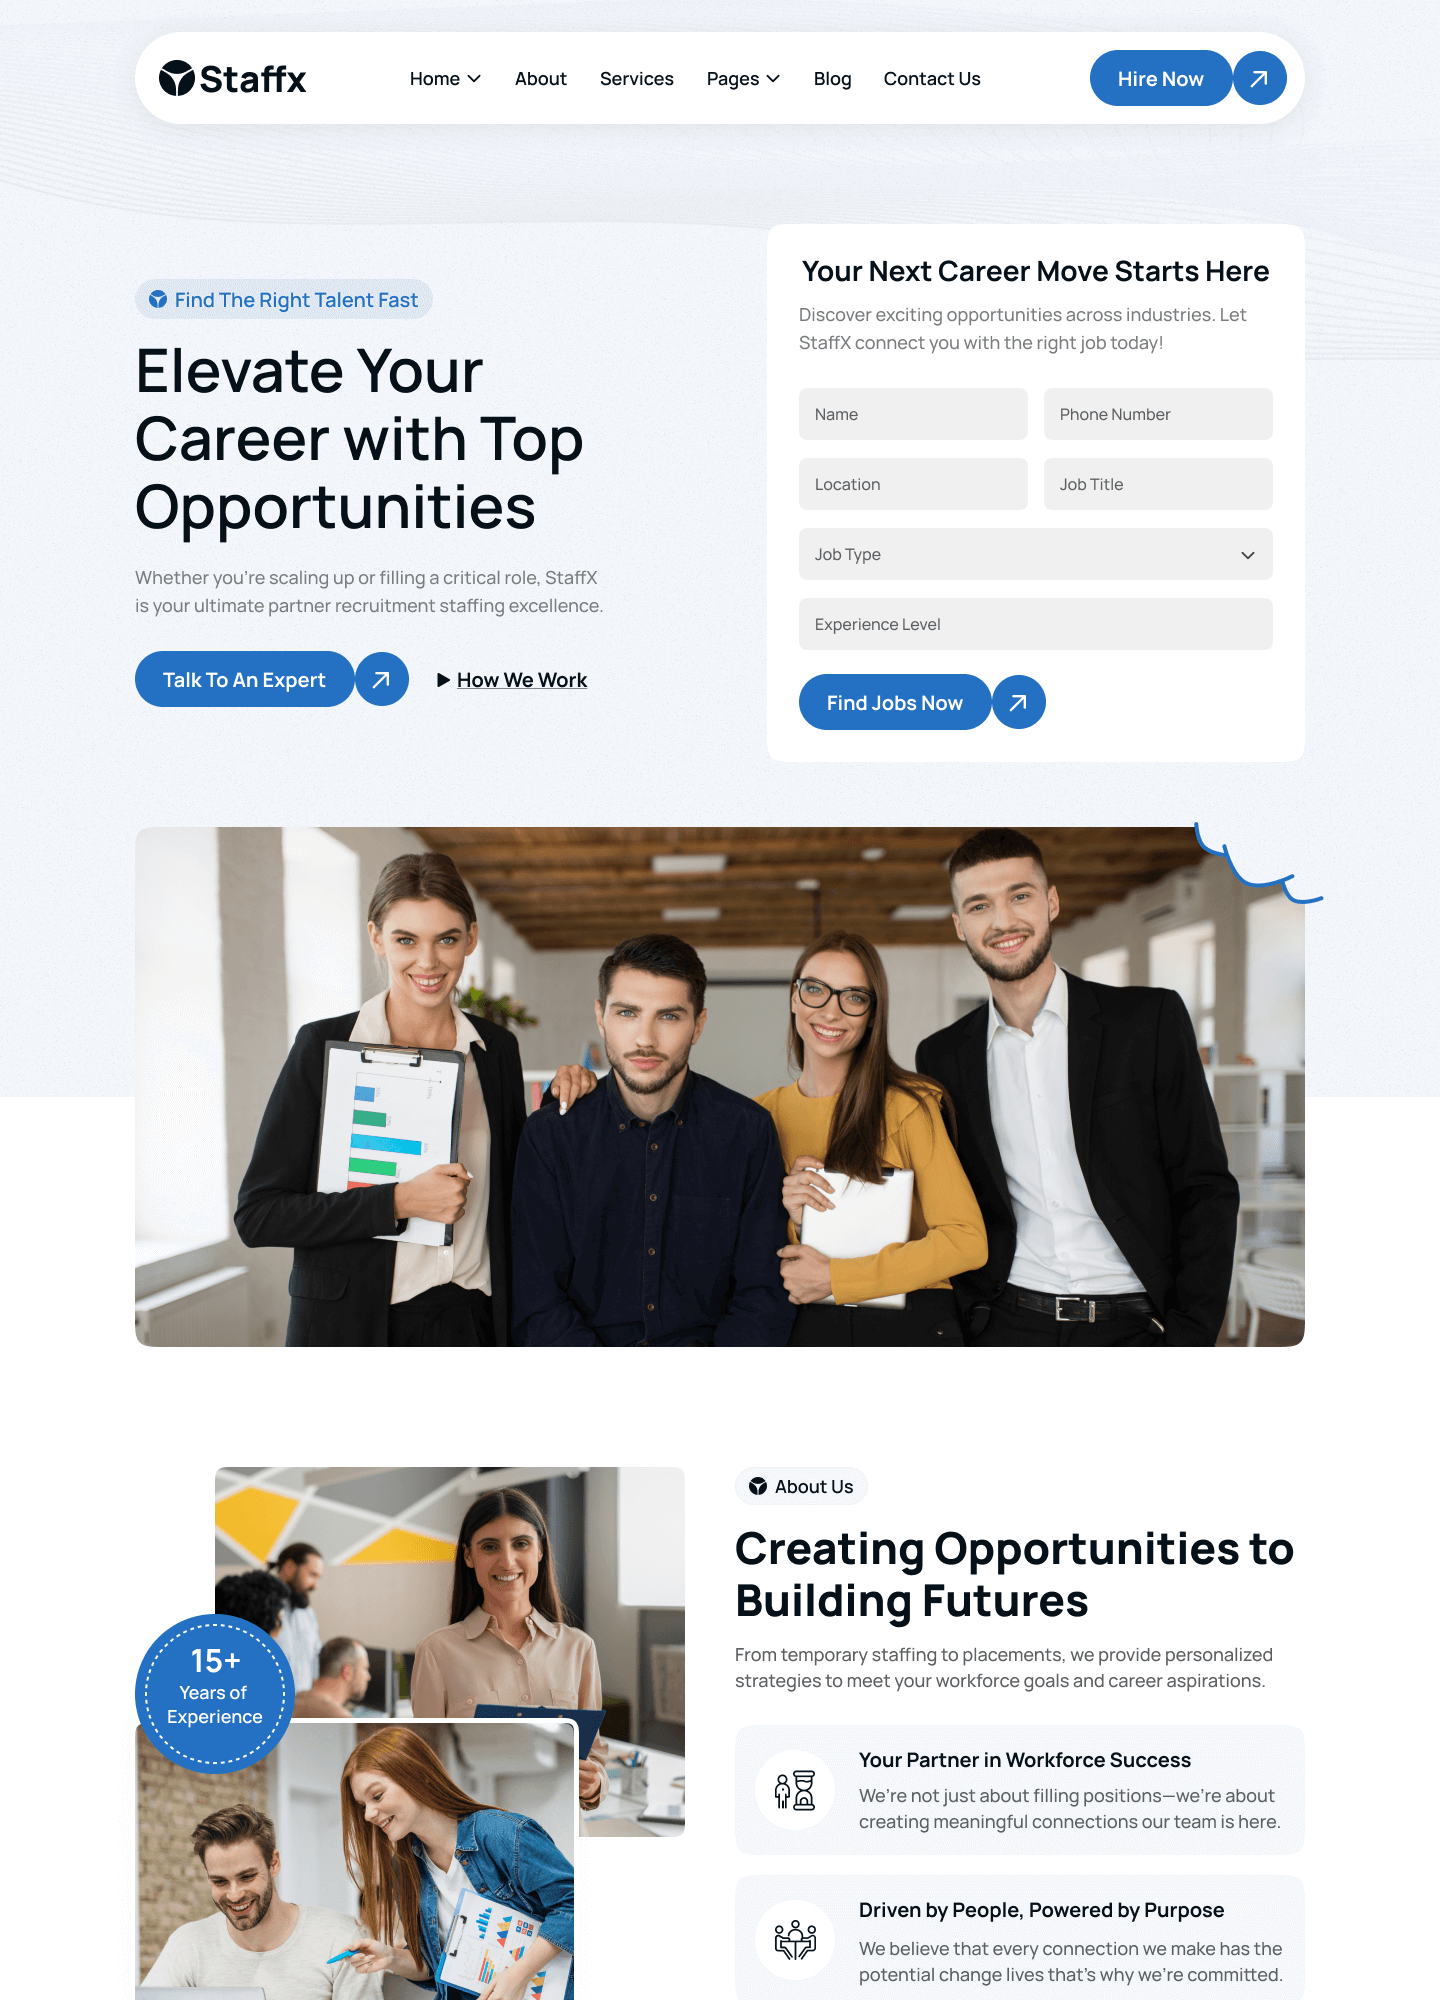 Staffx
Home
About
Services
Pages
Blog
Contact Us
Hire Now
Find The Right Talent Fast
Elevate Your
Career with Top
Opportunities
Whether you're scaling up or filling a critical role, StaffX
is your ultimate partner recruitment staffing excellence.
Talk To An Expert
How We Work
Your Next Career Move Starts Here
Discover exciting opportunities across industries. Let
StaffX connect you with the right job today!
Name
Phone Number
Location
Job Title
Job Type
Experience Level
Find Jobs Now
15+
Years of
Experience
About Us
Creating Opportunities to
Building Futures
From temporary staffing to placements, we provide personalized
strategies to meet your workforce goals and career aspirations.
Your Partner in Workforce Success
We're not just about filling positions—we're about
creating meaningful connections our team is here.
Driven by People, Powered by Purpose
We believe that every connection we make has the
potential change lives that's why we're committed.